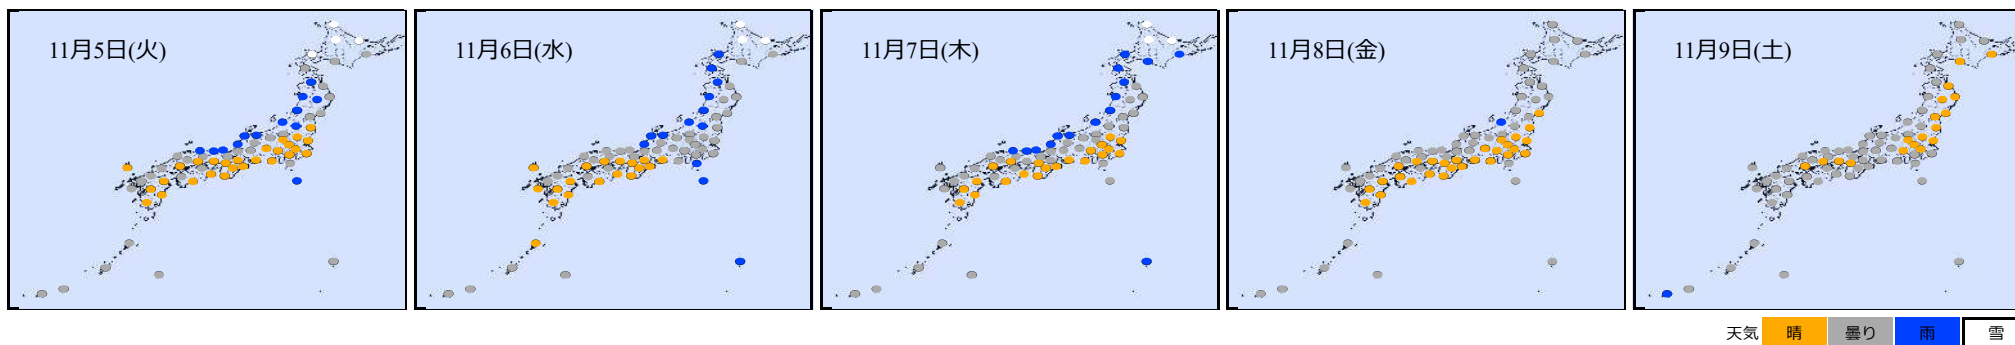 11月5日(火)
11月6日(水)
11月7日(木)
11月8日(金)
11月9日(土)
天気 晴 曇り 雨 雪